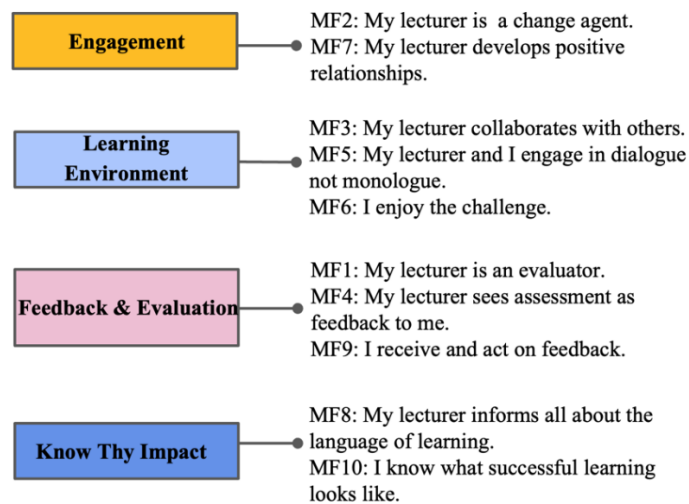 Engagement
MF2: My lecturer is a change agent.
MF7: My lecturer develops positive
relationships.
Learning
Environment
MF3: My lecturer collaborates with others.
MF5: My lecturer and I engage in dialogue
not monologue.
MF6: I enjoy the challenge.
Feedback & Evaluation
MF1: My lecturer is an evaluator.
MF4: My lecturer sees assessment as
feedback to me.
MF9: I receive and act on feedback.
Know Thy Impact
MF8: My lecturer informs all about the
language of learning.
MF10: I know what successful learning
looks like.